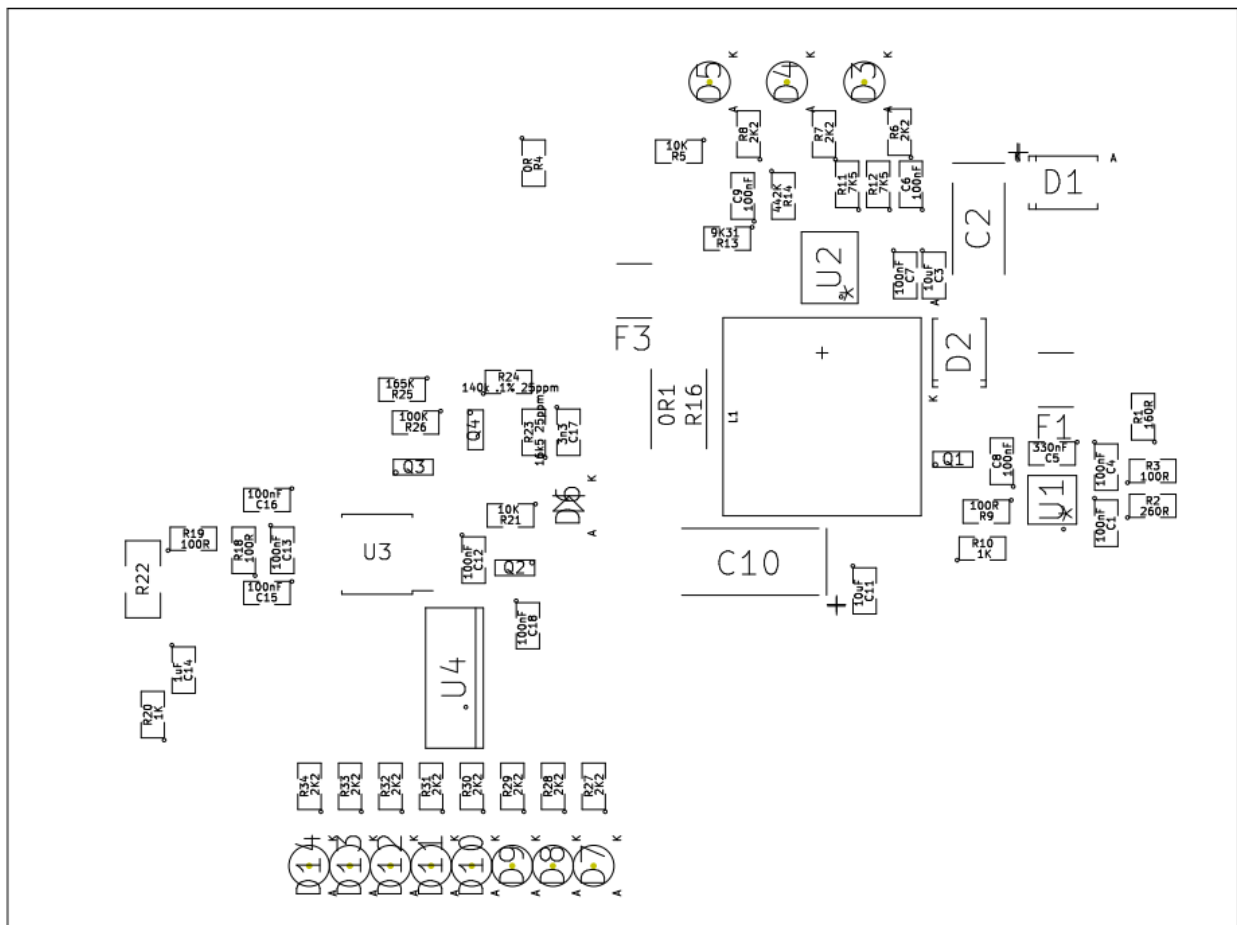 D5
K
A
D4
K
A
D3
K
A
R8
2K2
R7
2K2
R6
2K2
0R
R4
10K
R5
C9
100nF
442K
R14
R11
7K5
R12
7K5
C6
100nF
D1
A
C2
9K31
R13
U2
100nF
C7
10uF
C3
F3
A
D2
K
0R1
R16
L1
F1
R1
160R
165K
R25
R24
140k .1% 25ppm
100K
R26
Q4
R23
16k5 25ppm
3n3
C17
Q3
Q1
C8
100nF
330nF
C5
100nF
C4
R3
100R
100nF
C16
K
D6
A
10K
R21
100R
R9
U1
100nF
C1
R2
260R
R19
100R
R18
100R
100nF
C13
U3
100nF
C12
Q2
C10
R10
1K
R22
100nF
C15
10uF
C11
100nF
C18
1uF
C14
U4
R20
1K
R34
2K2
R33
2K2
R32
2K2
R31
2K2
R30
2K2
R29
2K2
R28
2K2
R27
2K2
D14
K
A
D13
K
A
D12
K
A
D11
K
A
D10
K
A
D9
K
A
D8
K
A
D7
K
A